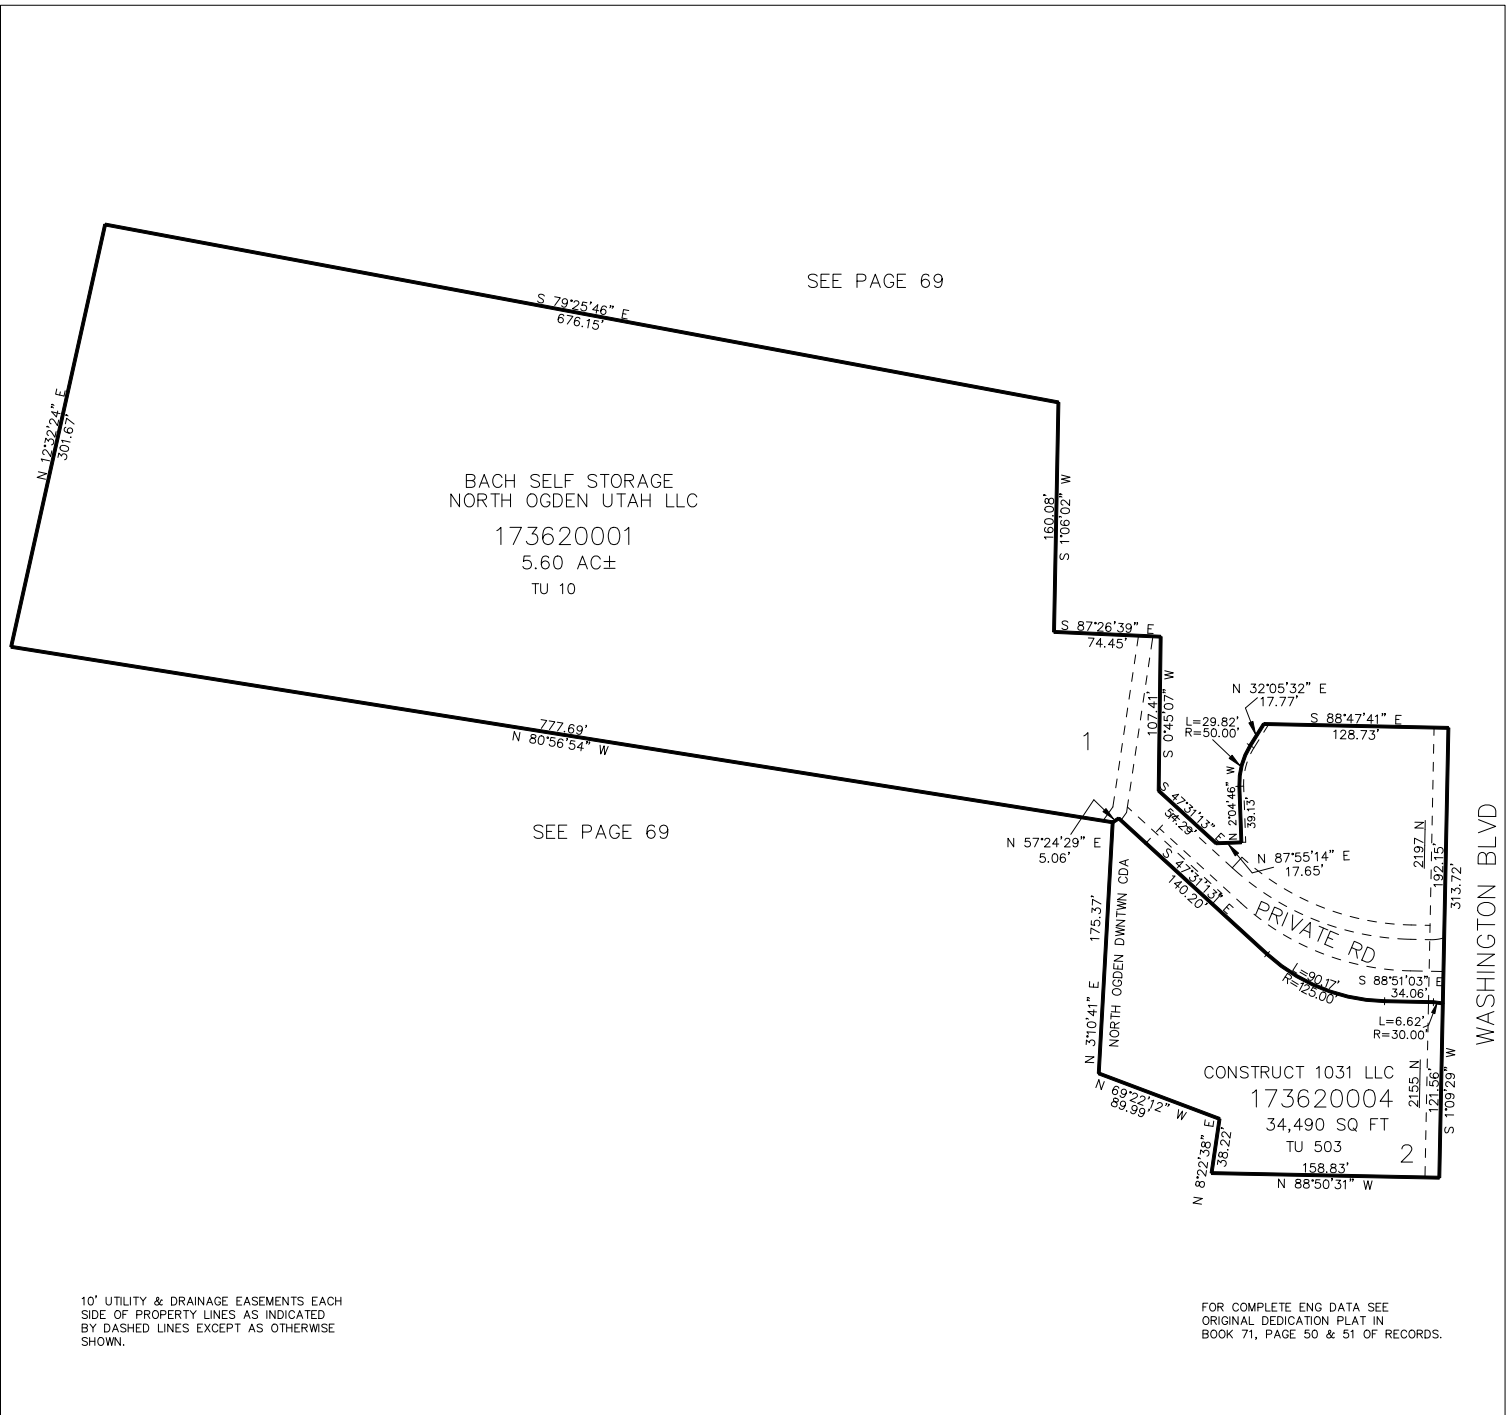 SEE PAGE 69
S 79°25'46" E
676.15'
N 12°32'24" E
301.67'
BACH SELF STORAGE
NORTH OGDEN UTAH LLC
173620001
5.60 AC±
TU 10
160.08'
S 1°06'02" W
S 87°26'39" E
74.45'
107.41'
S 0°45'07" W
N 32°05'32" E
17.77'
L=29.82'
R=50.00'
S 88°47'41" E
128.73'
777.69'
N 80°56'54" W
1
S 47°31'13" E
54.29'
N 2°04'46" W
39.13'
SEE PAGE 69
N 57°24'29" E
5.06'
N 87°55'14" E
17.65'
2197 N
192.15'
313.72'
WASHINGTON BLVD
S 47°31'13" E
140.20'
PRIVATE RD
175.37'
N 3°10'41" E
NORTH OGDEN DWNTWN CDA
L=90.17'
R=125.00'
S 88°51'03" E
34.06'
L=6.62'
R=30.00'
CONSTRUCT 1031 LLC
173620004
34,490 SQ FT
TU 503
2
2155 N
121.56'
S 1°09'29" W
N 69°22'12" W
89.99'
N 8°22'38" E
38.22'
158.83'
N 88°50'31" W
10' UTILITY & DRAINAGE EASEMENTS EACH
SIDE OF PROPERTY LINES AS INDICATED
BY DASHED LINES EXCEPT AS OTHERWISE
SHOWN.
FOR COMPLETE ENG DATA SEE
ORIGINAL DEDICATION PLAT IN
BOOK 71, PAGE 50 & 51 OF RECORDS.